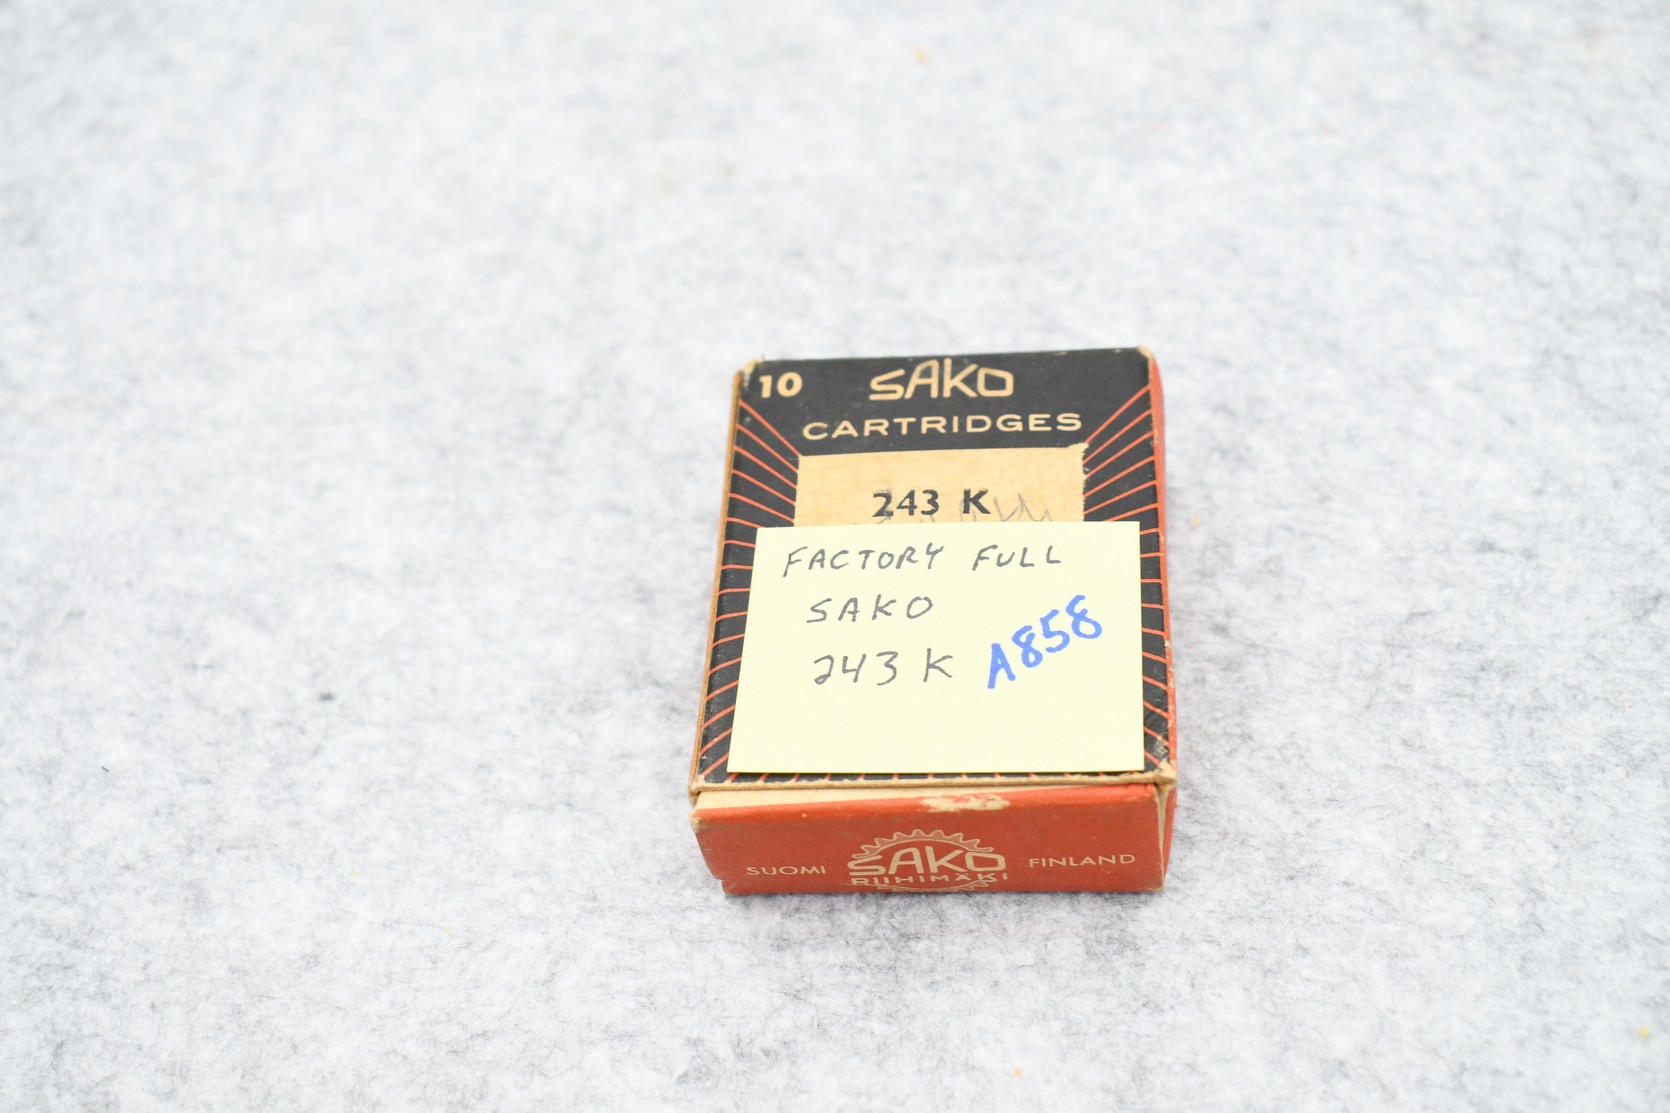 10 SAKO
CARTRIDGES
243 K
FACTORY FULL
SAKO
243 K A858
SUOMI SAKO FINLAND
RIIHIMÄKI